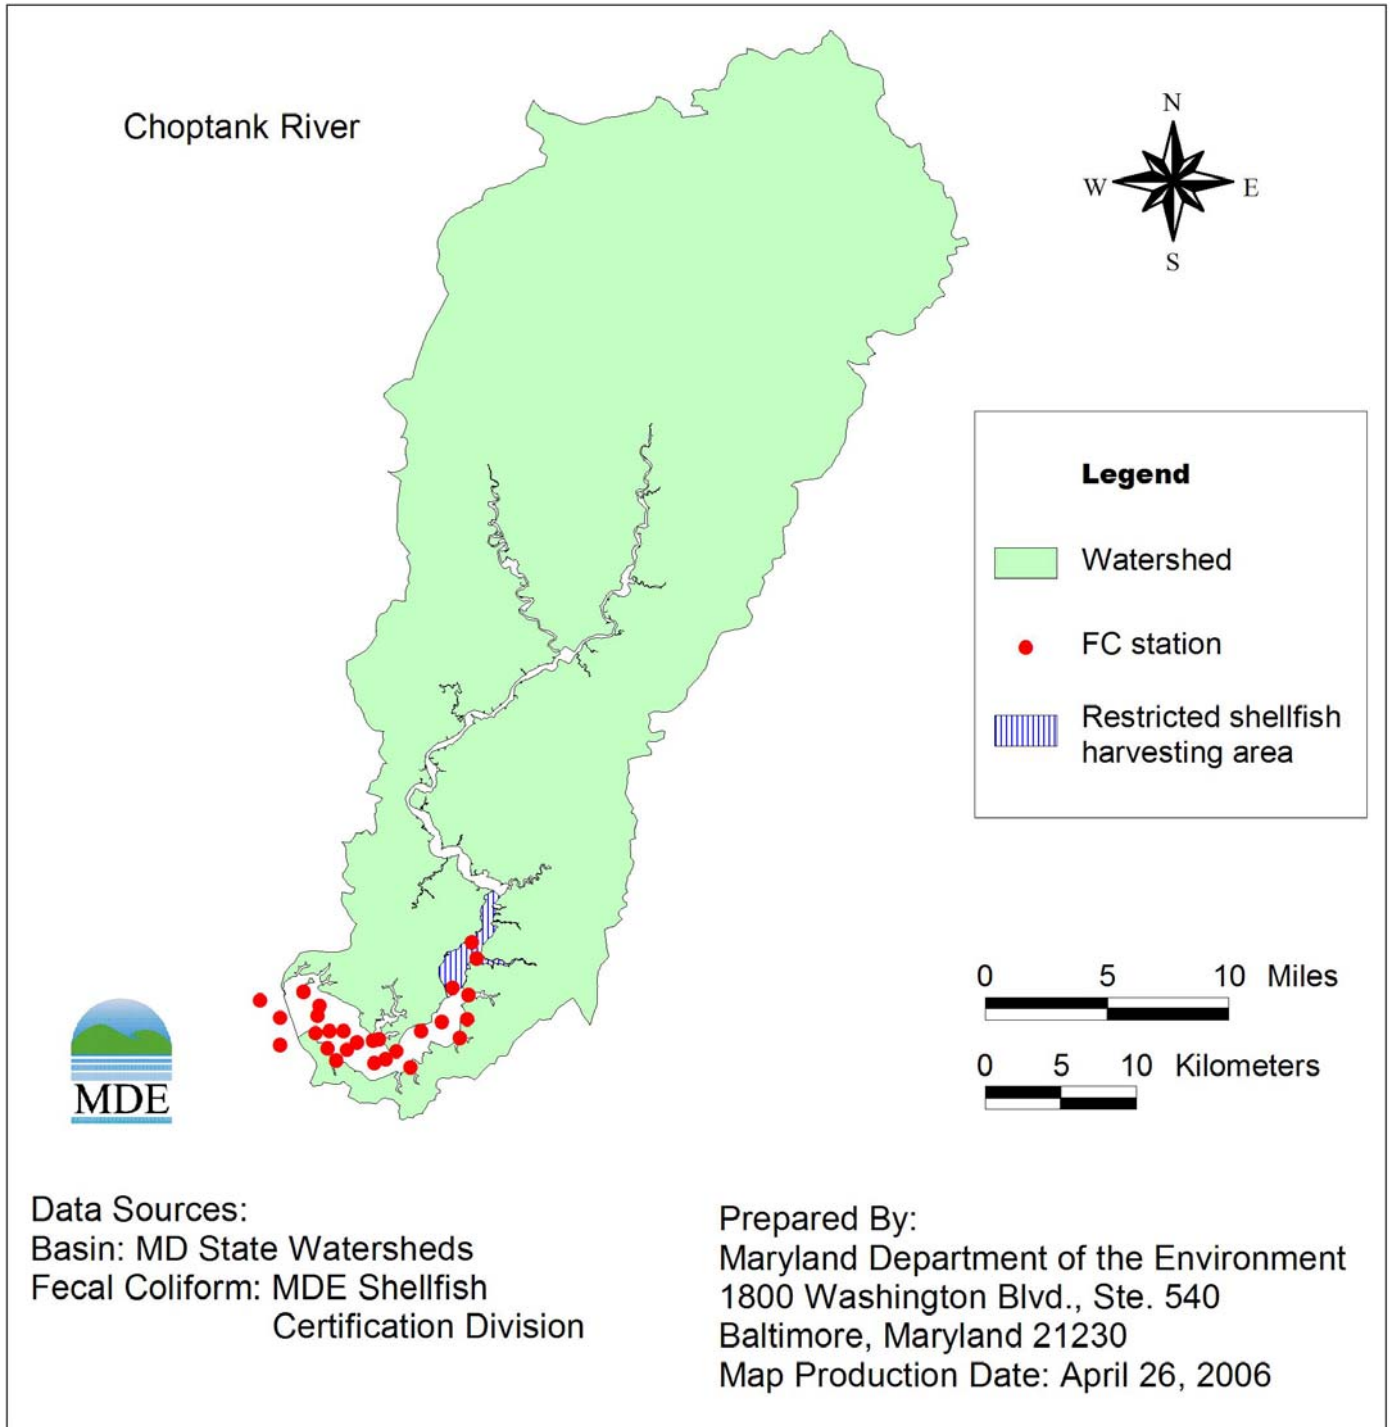 Choptank River
N
W E
S
Legend
Watershed
FC station
Restricted shellfish
harvesting area
0 5 10 Miles
0 5 10 Kilometers
MDE
Data Sources:
Basin: MD State Watersheds
Fecal Coliform: MDE Shellfish
Certification Division
Prepared By:
Maryland Department of the Environment
1800 Washington Blvd., Ste. 540
Baltimore, Maryland 21230
Map Production Date: April 26, 2006